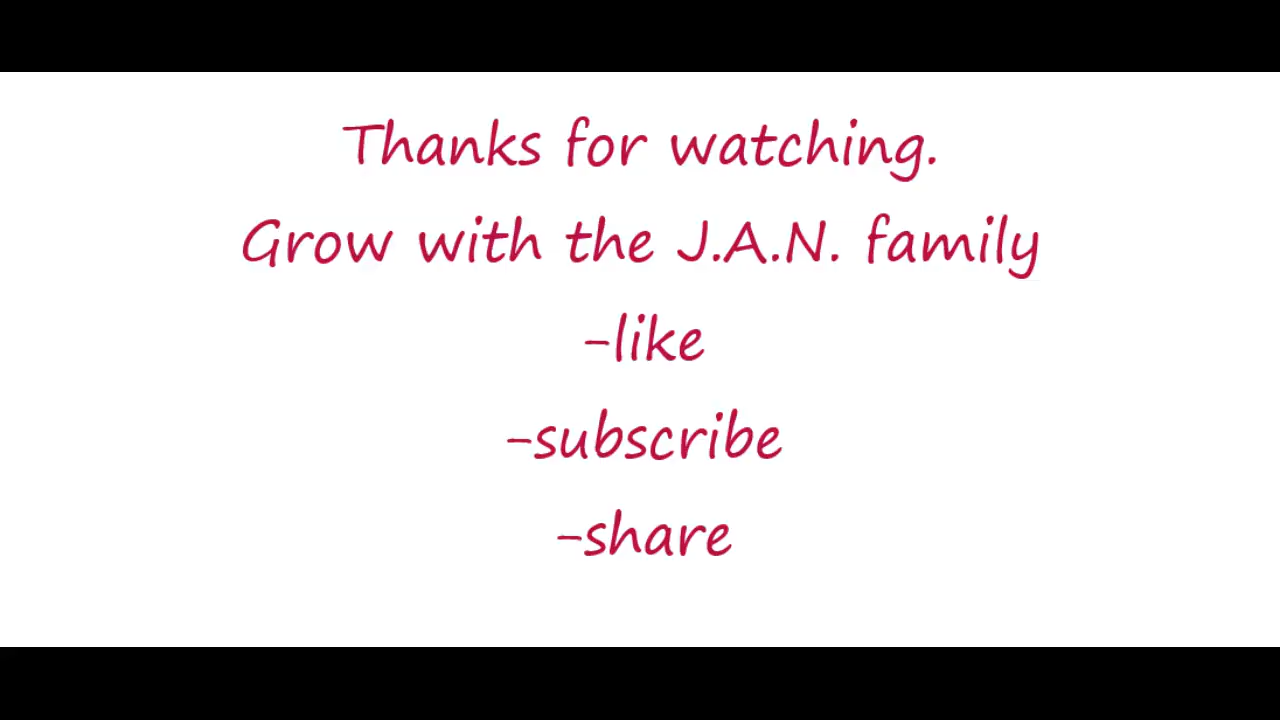 Thanks for watching.
Grow with the J.A.N. family
-like
-subscribe
-share